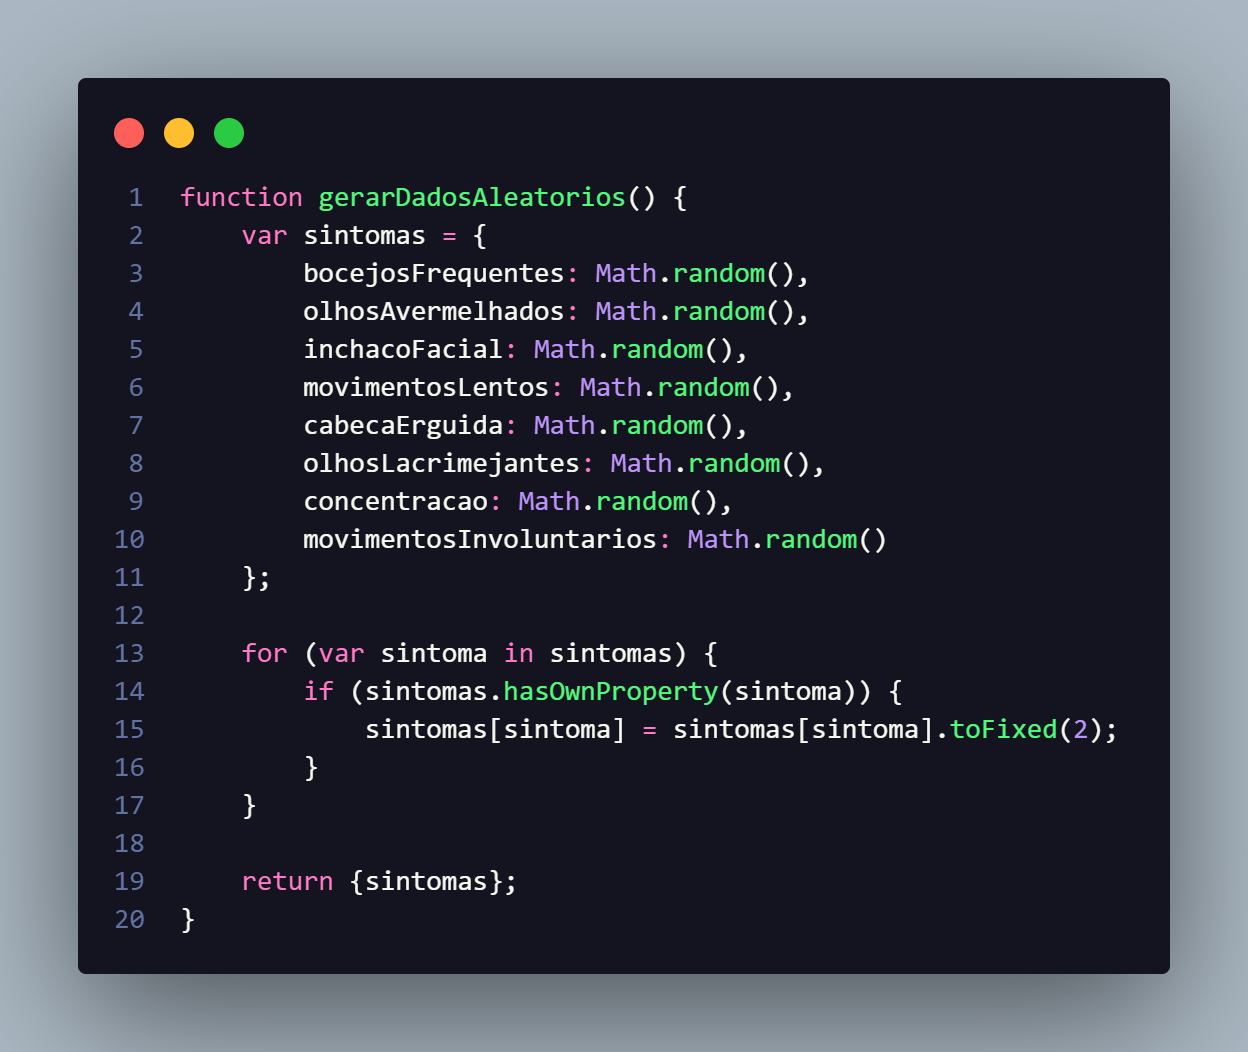 1 function gerarDadosAleatorios() {
2 var sintomas = {
3 bocejosFrequentes: Math.random(),
4 olhosAvermelhados: Math.random(),
5 inchacoFacial: Math.random(),
6 movimentosLentos: Math.random(),
7 cabecaErguida: Math.random(),
8 olhosLacrimejantes: Math.random(),
9 concentracao: Math.random(),
10 movimentosInvoluntarios: Math.random()
11 };
12
13 for (var sintoma in sintomas) {
14 if (sintomas.hasOwnProperty(sintoma)) {
15 sintomas[sintoma] = sintomas[sintoma].toFixed(2);
16 }
17 }
18
19 return {sintomas};
20 }